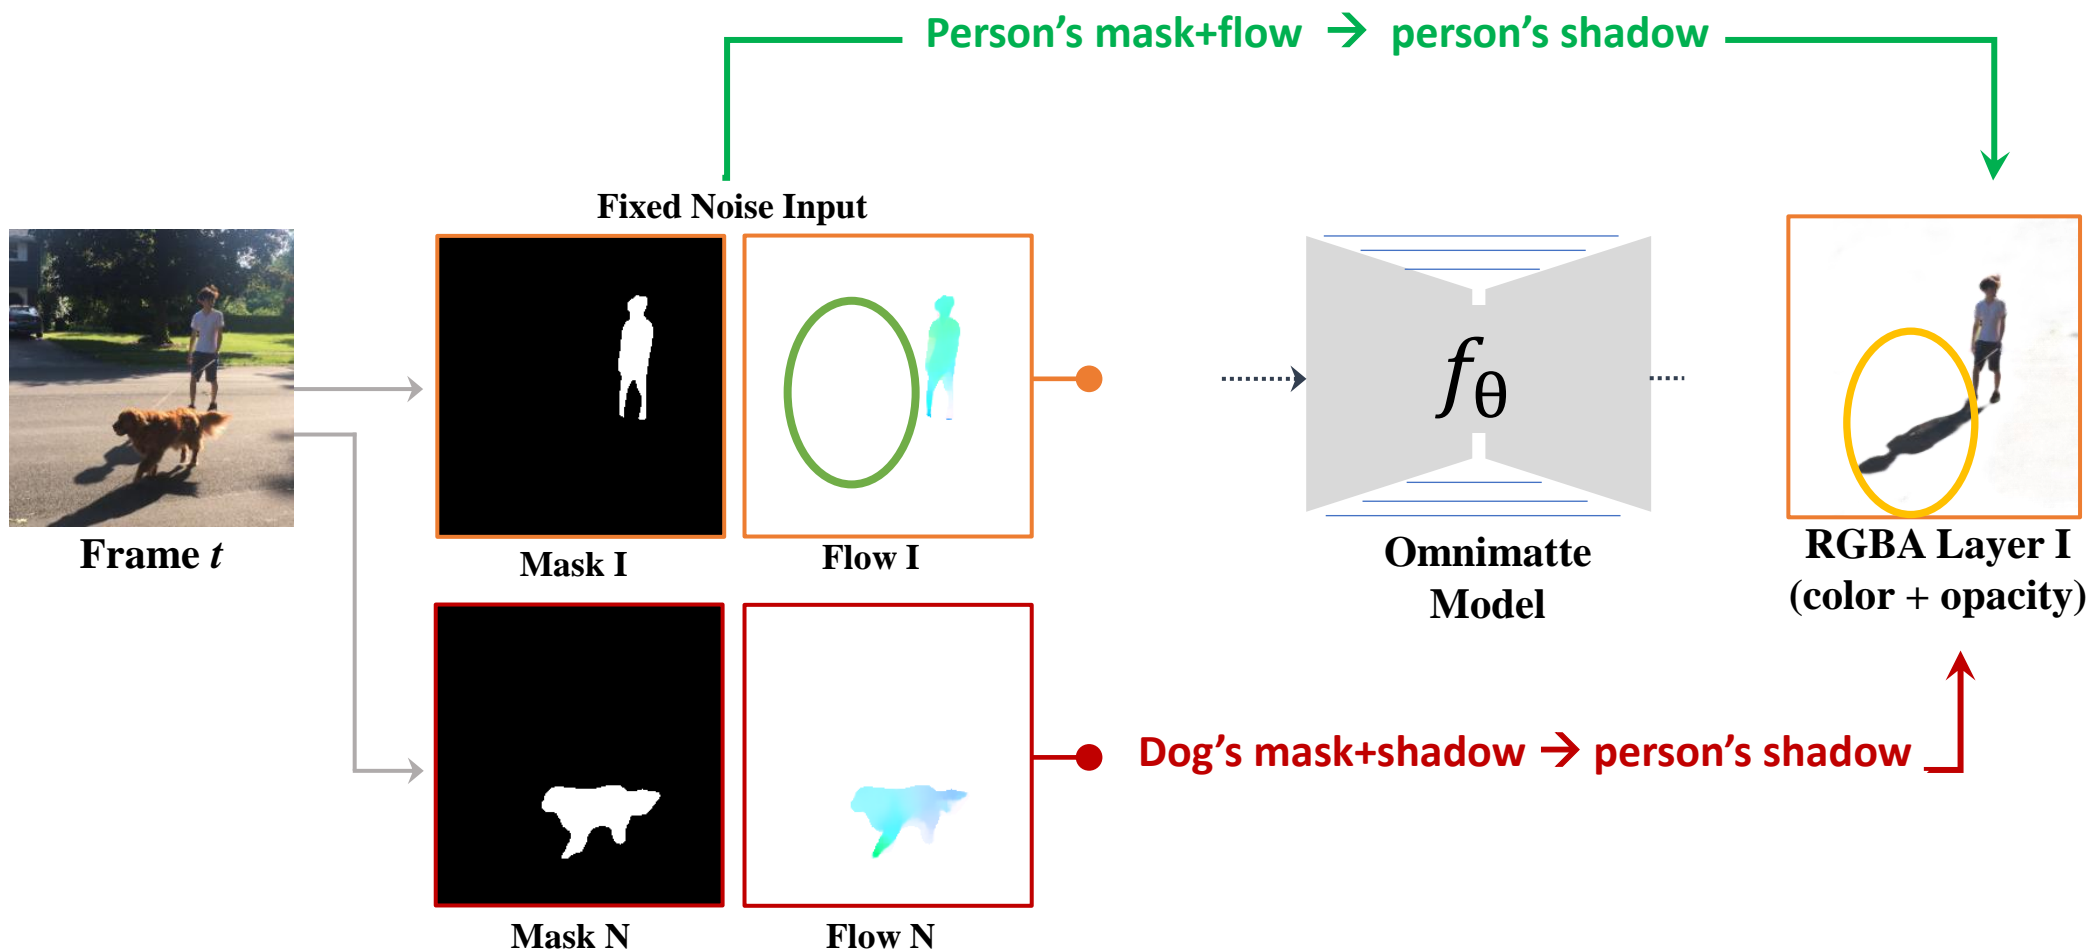 Person's mask+flow → person's shadow
Fixed Noise Input
Frame t
Mask I
Flow I
fθ
Omnimatte
Model
RGBA Layer I
(color + opacity)
Dog's mask+shadow → person's shadow
Mask N
Flow N